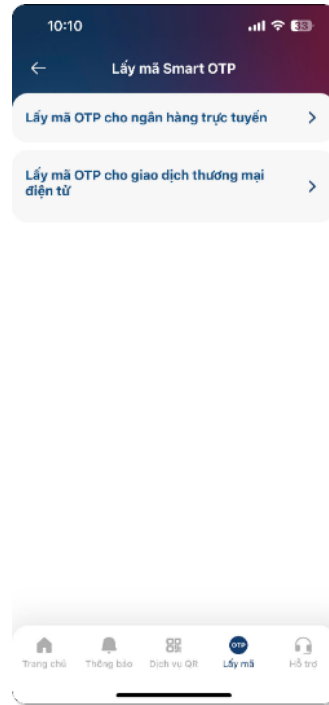 10:10
33
Lấy mã Smart OTP
Lấy mã OTP cho ngân hàng trực tuyến
Lấy mã OTP cho giao dịch thương mại
điện tử
OTP
Trang chủ Thông báo Dịch vụ QR Lấy mã Hỗ trợ